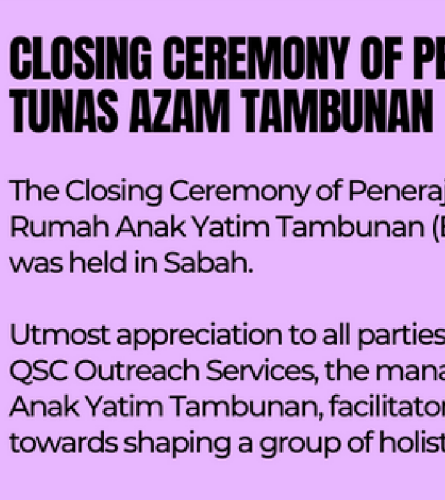 CLOSING CEREMONY OF PE
TUNAS AZAM TAMBUNAN
The Closing Ceremony of Peneraj
Rumah Anak Yatim Tambunan (
was held in Sabah.
Utmost appreciation to all parties
QSC Outreach Services, the mana
Anak Yatim Tambunan, facilitator
towards shaping a group of holist